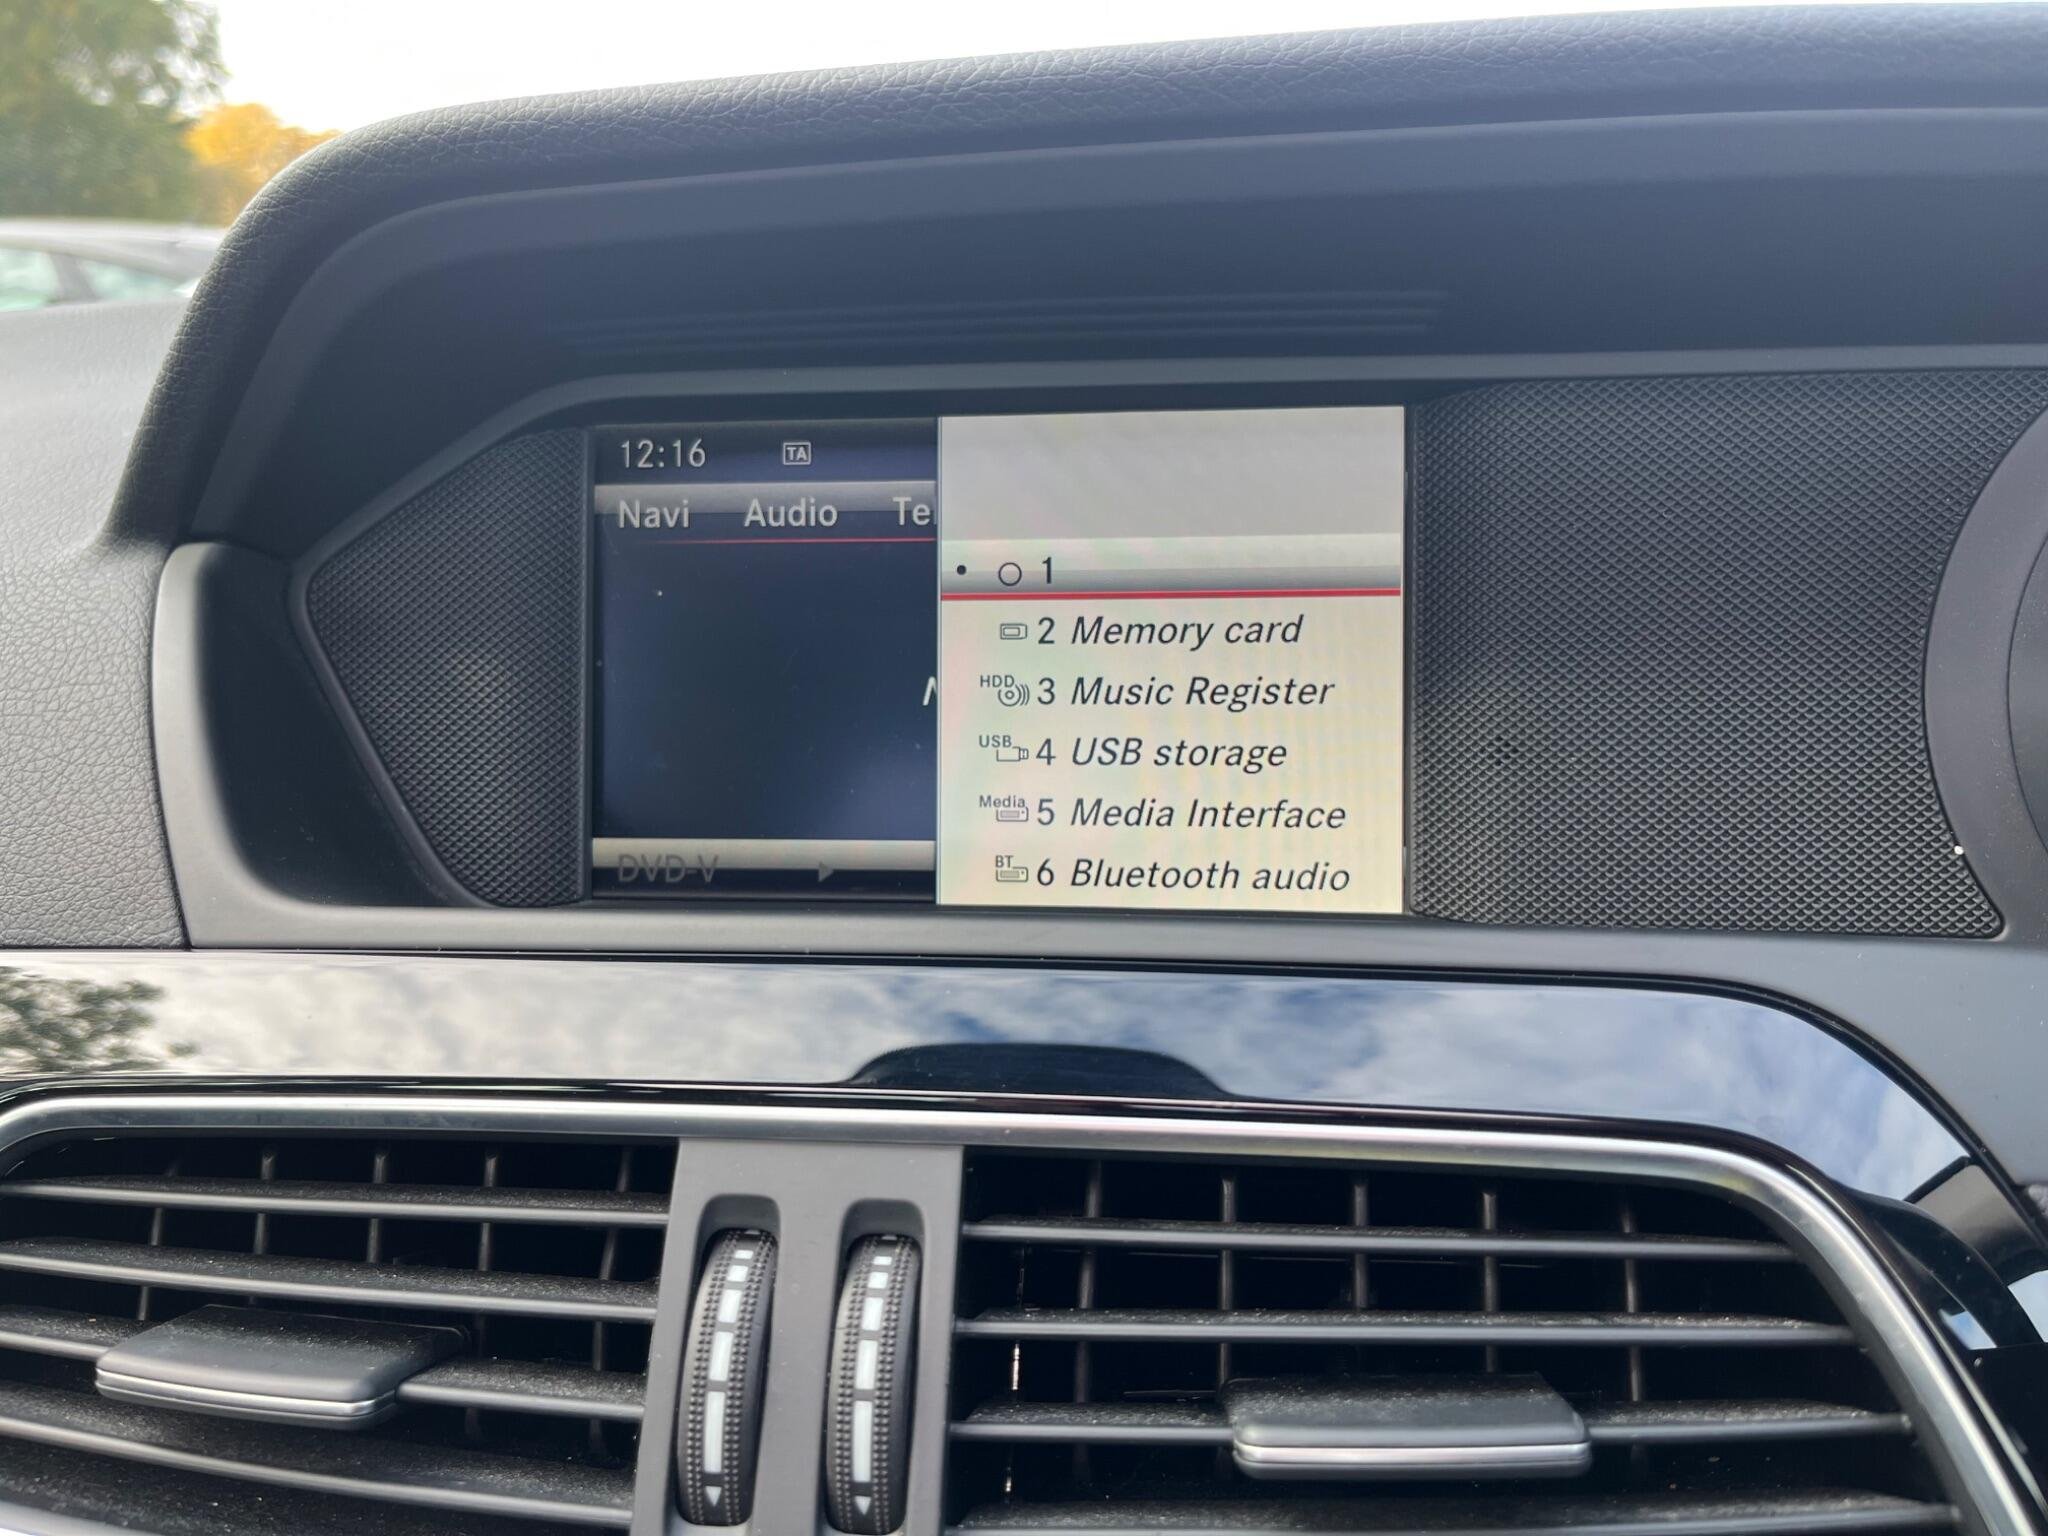 12:16 TA
Navi Audio Te
1
2 Memory card
HDD 3 Music Register
USB 4 USB storage
Media 5 Media Interface
BT 6 Bluetooth audio
DVD-V